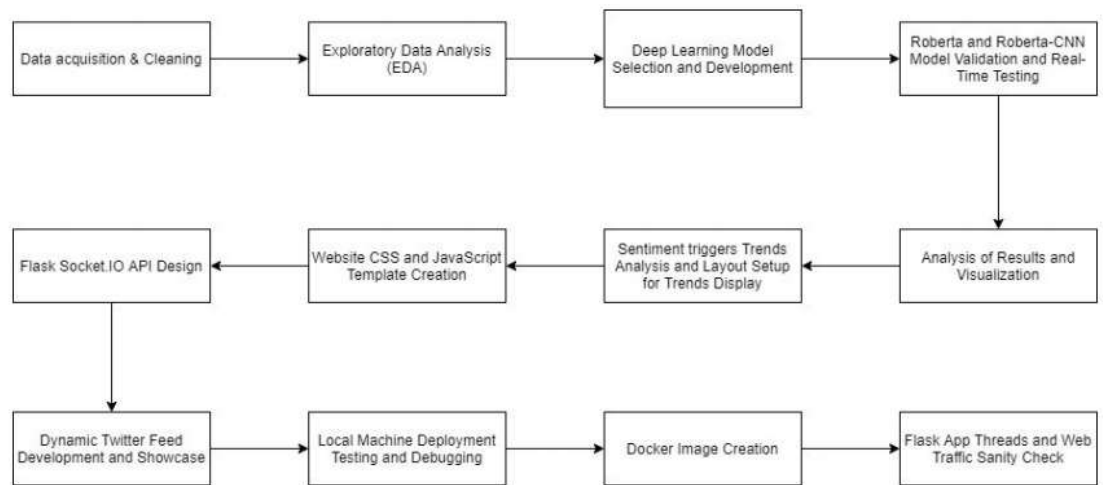 Data acquisition & Cleaning
Exploratory Data Analysis
(EDA)
Deep Learning Model
Selection and Development
Roberta and Roberta-CNN
Model Validation and Real-
Time Testing
Flask Socket.IO API Design
Website CSS and JavaScript
Template Creation
Sentiment triggers Trends
Analysis and Layout Setup
for Trends Display
Analysis of Results and
Visualization
Dynamic Twitter Feed
Development and Showcase
Local Machine Deployment
Testing and Debugging
Docker Image Creation
Flask App Threads and Web
Traffic Sanity Check